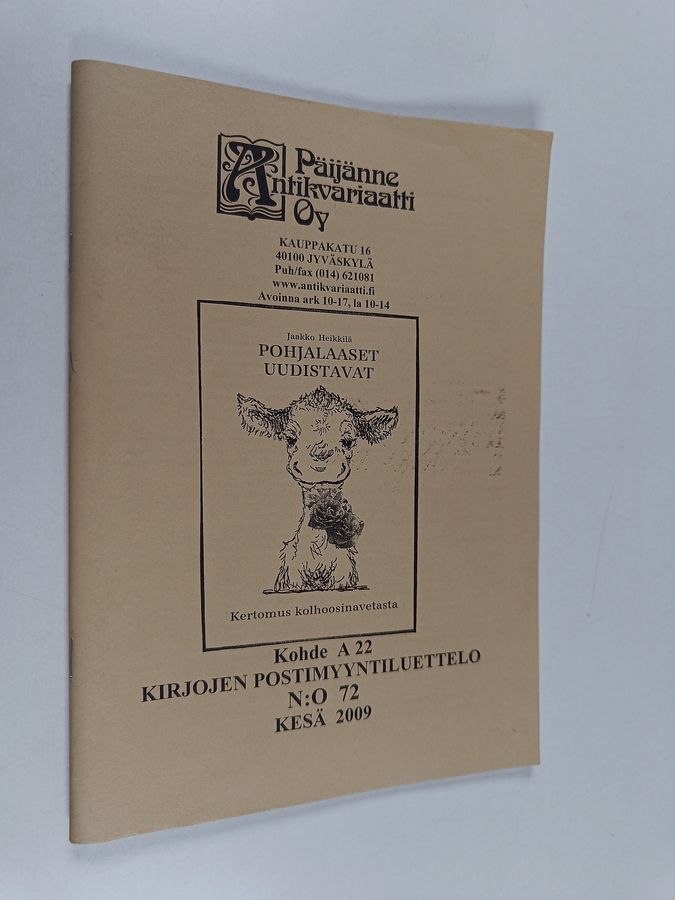 Päijänne
Antikvariaatti
Oy
KAUPPAKATU 16
40100 JYVÄSKYLÄ
Puh/fax (014) 621081
www.antikvariaatti.fi
Avoinna ark 10-17, la 10-14
Jaakko Heikkilä
POHJALAASET
UUDISTAVAT
Kertomus kolhoosinavetasta
Kohde A 22
KIRJOJEN POSTIMYYNTILUETTELO
N:O 72
KESÄ 2009